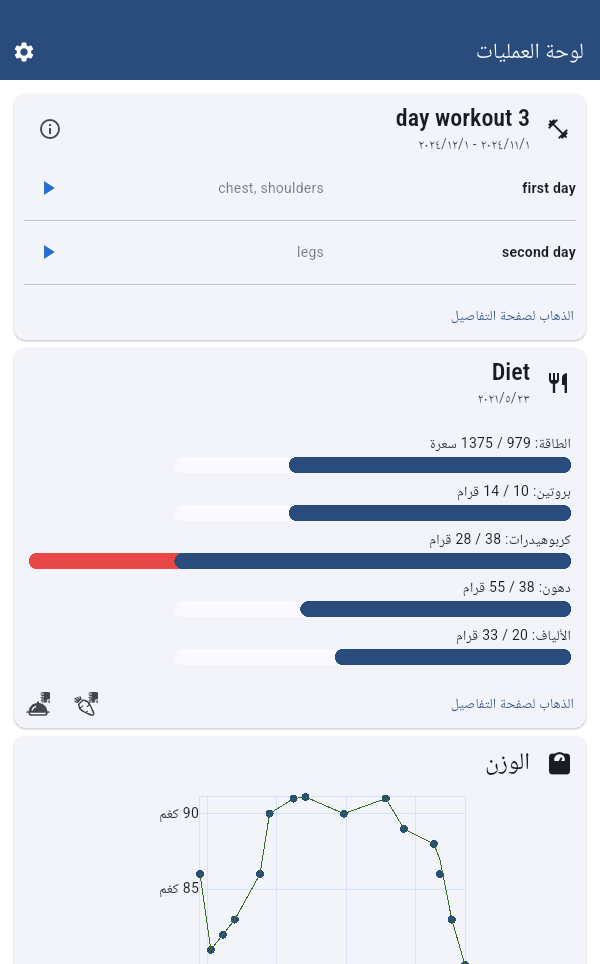 لوحة العمليات
3 day workout
٢٠٢٤/١١/١ - ٢٠٢٤/١٢/١
first day
chest, shoulders
second day
legs
الذهاب لصفحة التفاصيل
Diet
٢٠٢١/٥/٢٣
الطاقة: 979 / 1375 سعرة
بروتين: 10 / 14 قرام
كربوهيدرات: 38 / 28 قرام
دهون: 38 / 55 قرام
الألياف: 20 / 33 قرام
الذهاب لصفحة التفاصيل
الوزن
90 كغم
85 كغم